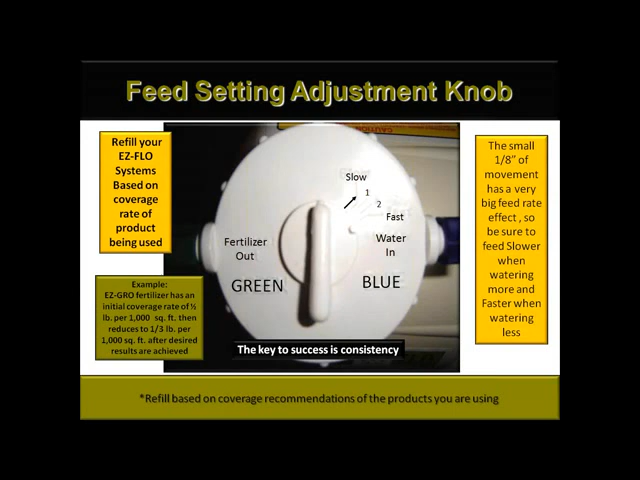 Feed Setting Adjustment Knob
Refill your
EZ-FLO
Systems
Based on
coverage
rate of
product
being used
Example:
EZ-GRO fertilizer has an
initial coverage rate of ½
lb. per 1,000 sq. ft. then
reduces to 1/3 lb. per
1,000 sq. ft. after desired
results are achieved
CAUTION
Slow
1
2
Fast
Fertilizer
Out
GREEN
Water
In
BLUE
The key to success is consistency
The small
1/8” of
movement
has a very
big feed rate
effect , so
be sure to
feed Slower
when
watering
more and
Faster when
watering
less
*Refill based on coverage recommendations of the products you are using